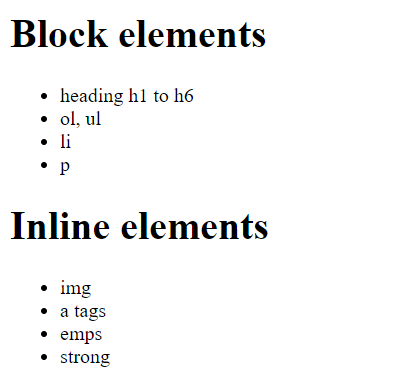 Block elements
heading h1 to h6
ol, ul
li
p
Inline elements
img
a tags
emps
strong